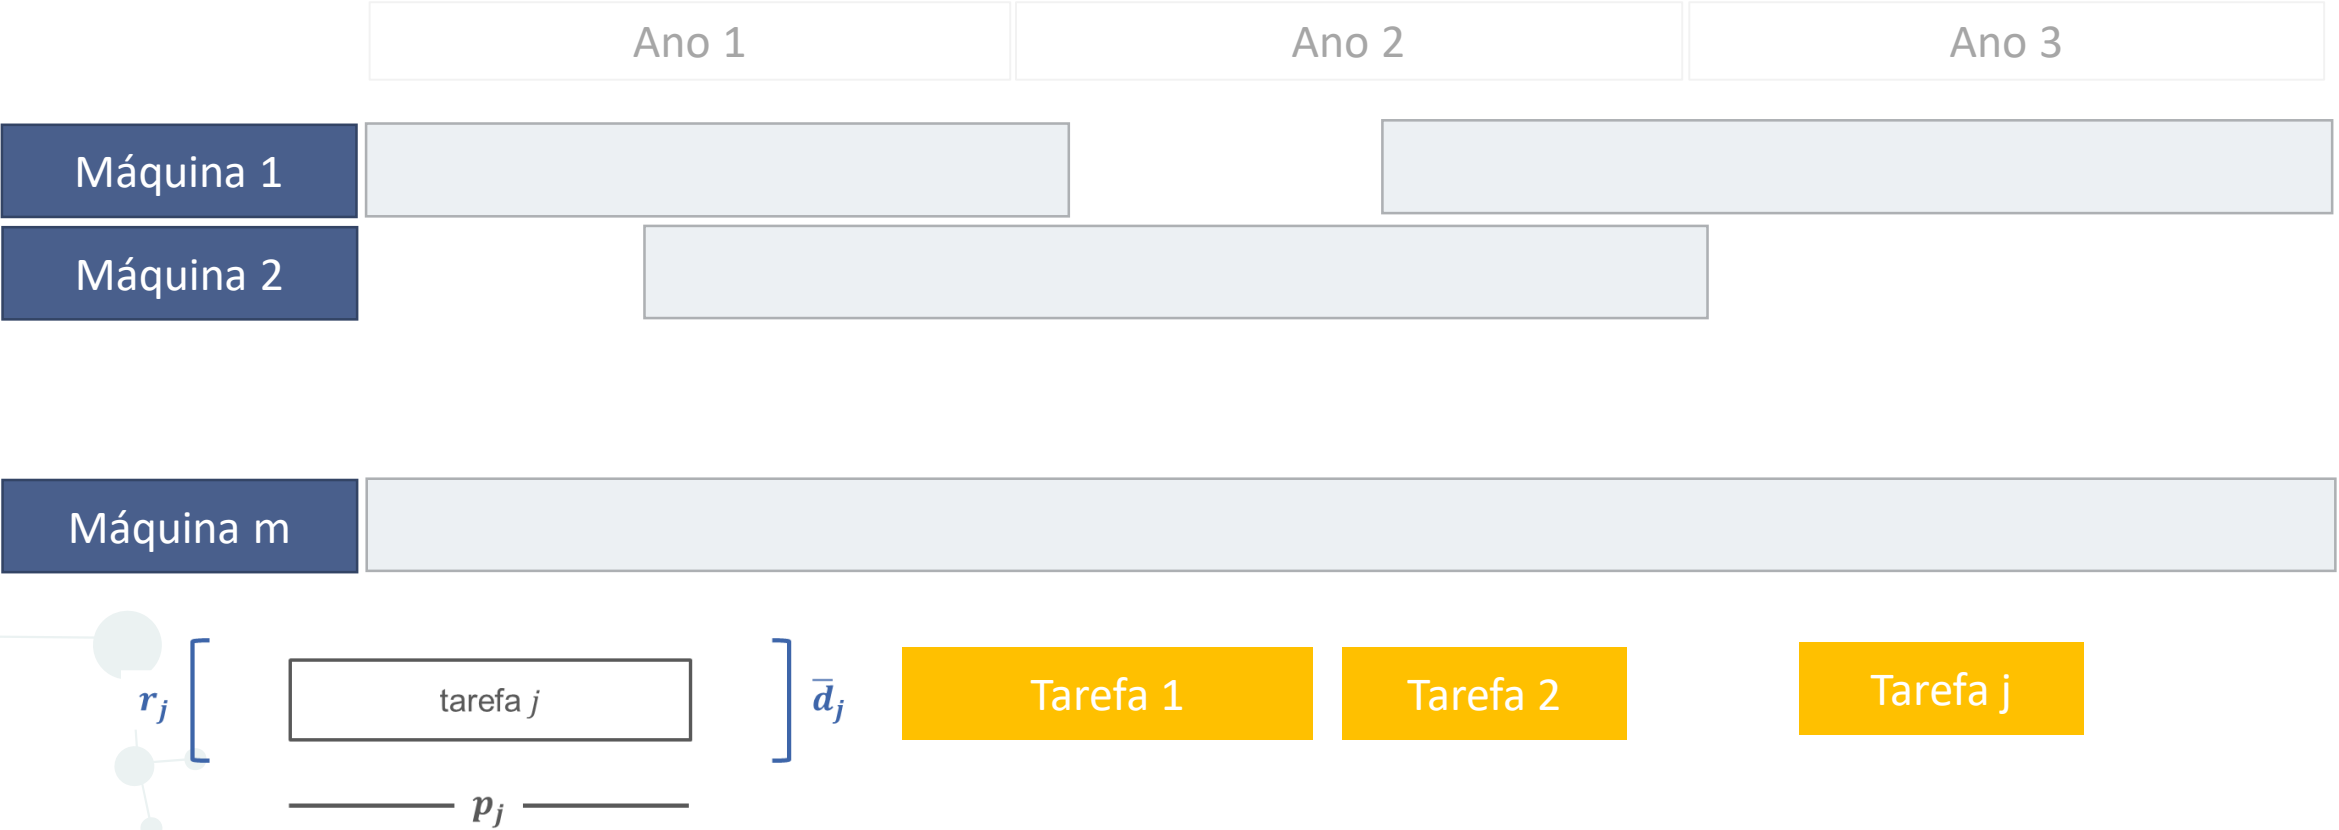 Ano 1
Ano 2
Ano 3
Máquina 1
Máquina 2
Máquina m
r_j
tarefa j
d̅_j
Tarefa 1
Tarefa 2
Tarefa j
p_j